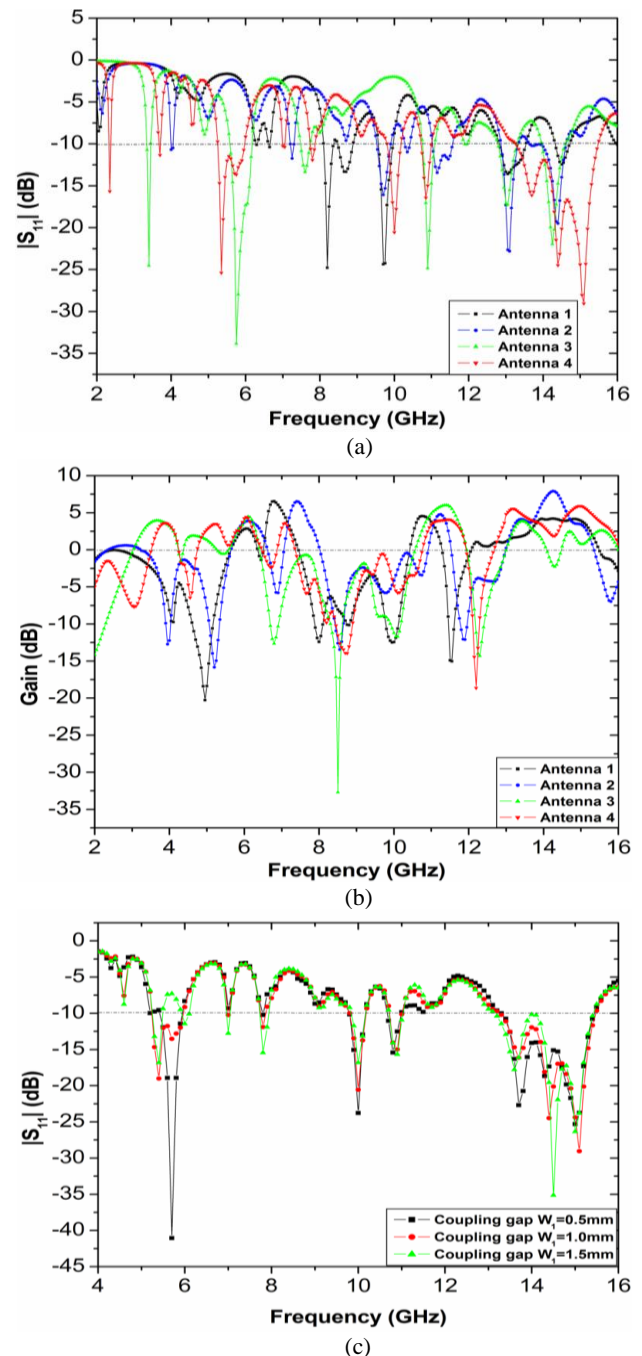 5
0
-5
-10
-15
-20
-25
-30
-35
|S₁₁| (dB)
Antenna 1
Antenna 2
Antenna 3
Antenna 4
2 4 6 8 10 12 14 16
Frequency (GHz)
(a)
10
5
0
-5
-10
-15
-20
-25
-30
-35
Gain (dB)
Antenna 1
Antenna 2
Antenna 3
Antenna 4
2 4 6 8 10 12 14 16
Frequency (GHz)
(b)
0
-5
-10
-15
-20
-25
-30
-35
-40
-45
|S₁₁| (dB)
Coupling gap W₁=0.5mm
Coupling gap W₁=1.0mm
Coupling gap W₁=1.5mm
4 6 8 10 12 14 16
Frequency (GHz)
(c)